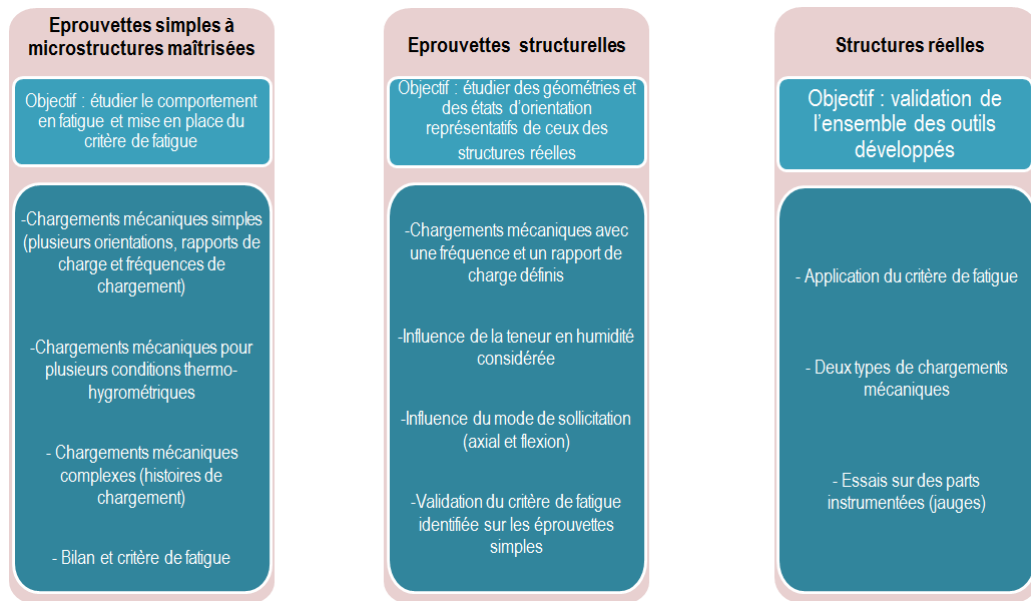 Eprouvettes simples à
microstructures maîtrisées
Objectif : étudier le comportement
en fatigue et mise en place du
critère de fatigue
-Chargements mécaniques simples
(plusieurs orientations, rapports de
charge et fréquences de
chargement)
-Chargements mécaniques pour
plusieurs conditions thermo-
hygrométriques
- Chargements mécaniques
complexes (histoires de
chargement)
- Bilan et critère de fatigue
Eprouvettes structurelles
Objectif : étudier des géométries et
des états d'orientation
représentatifs de ceux des
structures réelles
-Chargements mécaniques avec
une fréquence et un rapport de
charge définis
-Influence de la teneur en humidité
considérée
-Influence du mode de sollicitation
(axial et flexion)
-Validation du critère de fatigue
identifiée sur les éprouvettes
simples
Structures réelles
Objectif : validation de
l'ensemble des outils
développés
- Application du critère de fatigue
- Deux types de chargements
mécaniques
- Essais sur des parts
instrumentées (jauges)